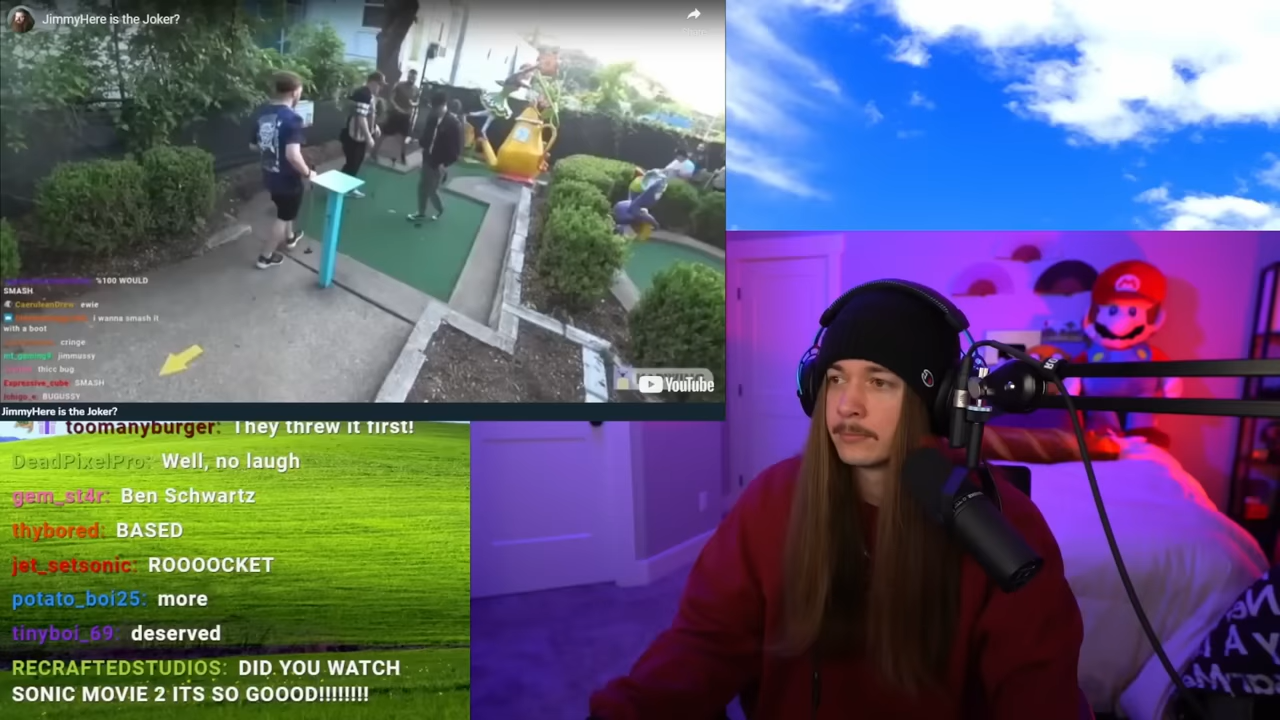 JimmyHere is the Joker?
%100 WOULD
SMASH
CaeruleanDrew: ewie
i wanna smash it
with a boot
cringe
jimmussy
thicc bug
Expressive_cube SMASH
BUGUSSY
YouTube
JimmyHere is the Joker?
toomanyburger: They threw it first!
DeadPixelPro: Well, no laugh
gem_st4r: Ben Schwartz
thybored: BASED
jet_setsonic: ROOOOCKET
potato_boi25: more
tinyboi_69: deserved
RECRAFTEDSTUDIOS: DID YOU WATCH
SONIC MOVIE 2 ITS SO GOOOD!!!!!!!!